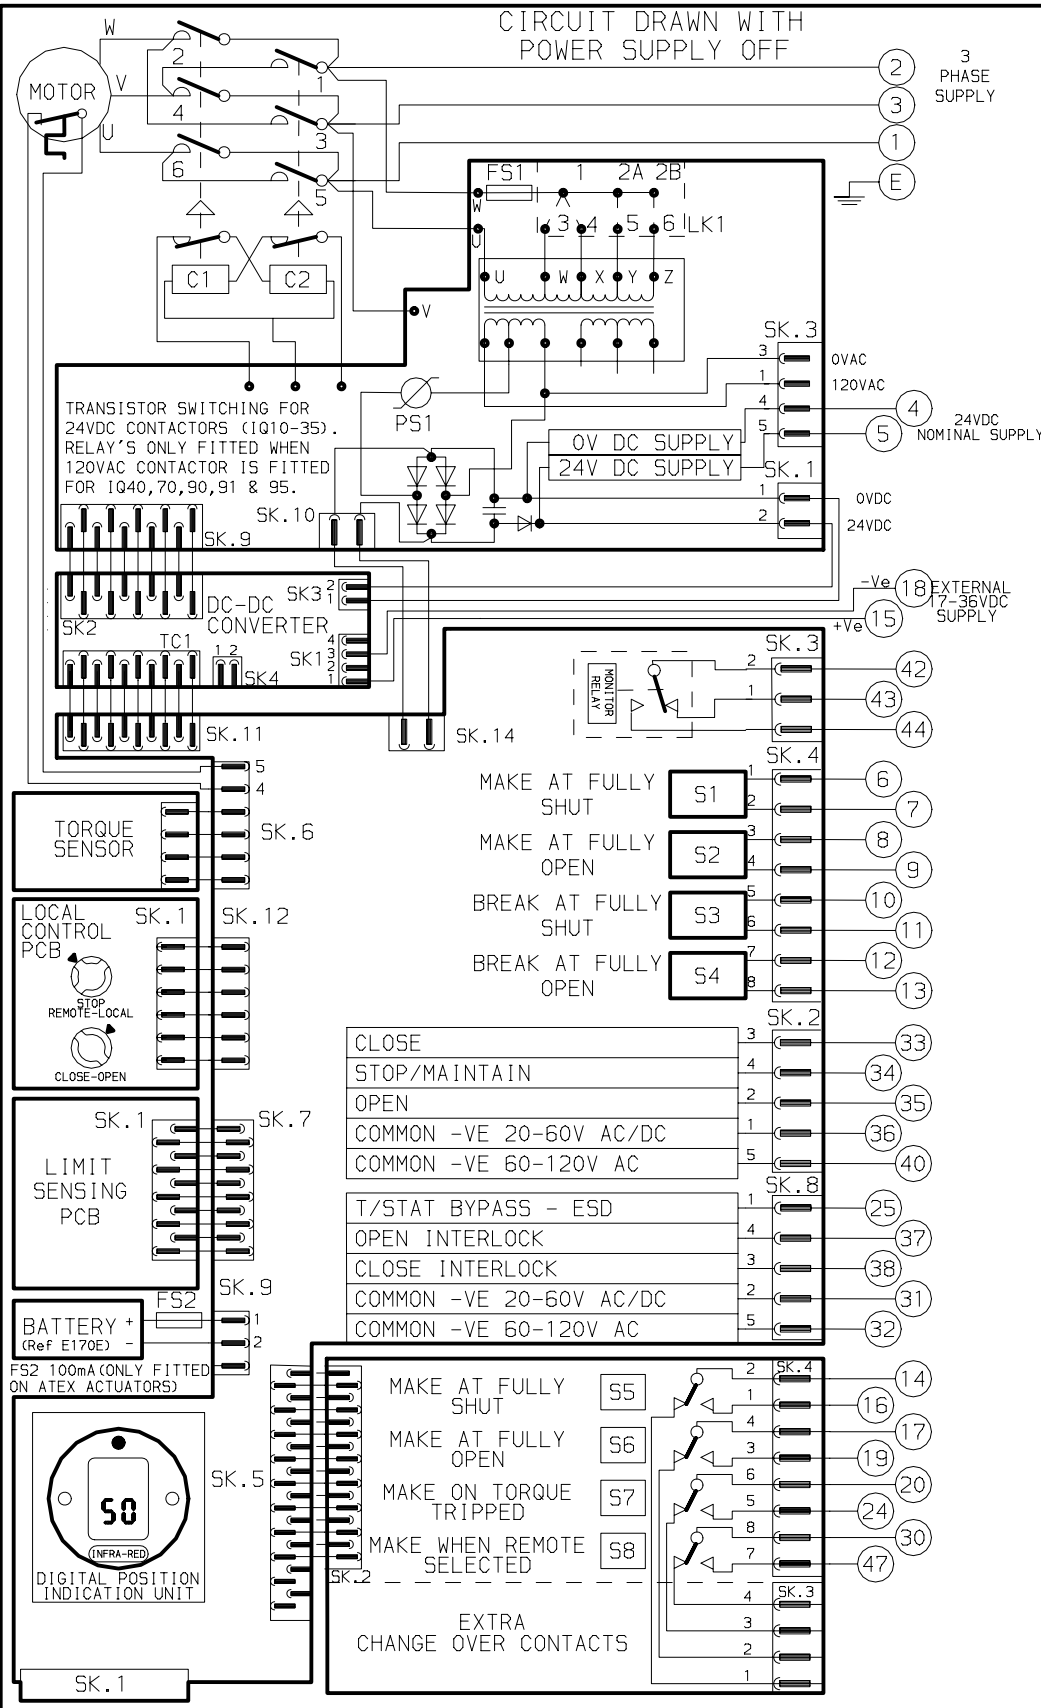 CIRCUIT DRAWN WITH
POWER SUPPLY OFF
W
2
1
2
3
PHASE
SUPPLY
MOTOR
V
4
3
3
U
1
6
5
E
FS1
1
2A
2B
W
U
3
4
5
6
LK1
C1
C2
U
W
X
Y
Z
V
SK.3
3
0VAC
1
120VAC
4
4
5
5
24VDC
NOMINAL SUPPLY
PS1
TRANSISTOR SWITCHING FOR
24VDC CONTACTORS (IQ10-35).
RELAY'S ONLY FITTED WHEN
120VAC CONTACTOR IS FITTED
FOR IQ40,70,90,91 & 95.
0V DC SUPPLY
24V DC SUPPLY
SK.1
1
0VDC
2
24VDC
SK.10
SK.9
SK2
DC-DC
CONVERTER
SK3
2
1
-Ve
18
EXTERNAL
17-36VDC
SUPPLY
+Ve
15
TC1
1 2
SK4
SK1
4
3
2
1
SK.11
SK.14
MONITOR
RELAY
SK.3
2
42
1
43
44
SK.4
MAKE AT FULLY
SHUT
S1
1
6
2
7
MAKE AT FULLY
OPEN
S2
3
8
4
9
BREAK AT FULLY
SHUT
S3
5
10
6
11
BREAK AT FULLY
OPEN
S4
7
12
8
13
5
4
TORQUE
SENSOR
SK.6
LOCAL
CONTROL
PCB
SK.1
SK.12
STOP
REMOTE-LOCAL
CLOSE-OPEN
SK.2
CLOSE
3
33
STOP/MAINTAIN
4
34
OPEN
2
35
COMMON -VE 20-60V AC/DC
1
36
COMMON -VE 60-120V AC
5
40
SK.1
SK.7
LIMIT
SENSING
PCB
SK.8
T/STAT BYPASS - ESD
1
25
OPEN INTERLOCK
4
37
CLOSE INTERLOCK
3
38
COMMON -VE 20-60V AC/DC
2
31
COMMON -VE 60-120V AC
5
32
SK.9
FS2
BATTERY
(Ref E170E)
+
-
1
2
FS2 100mA(ONLY FITTED
ON ATEX ACTUATORS)
SK.4
MAKE AT FULLY
SHUT
S5
2
14
1
16
MAKE AT FULLY
OPEN
S6
4
17
3
19
MAKE ON TORQUE
TRIPPED
S7
6
20
5
24
MAKE WHEN REMOTE
SELECTED
S8
8
30
7
47
SK.5
SK.2
50
INFRA-RED
DIGITAL POSITION
INDICATION UNIT
SK.3
EXTRA
CHANGE OVER CONTACTS
4
3
2
1
SK.1